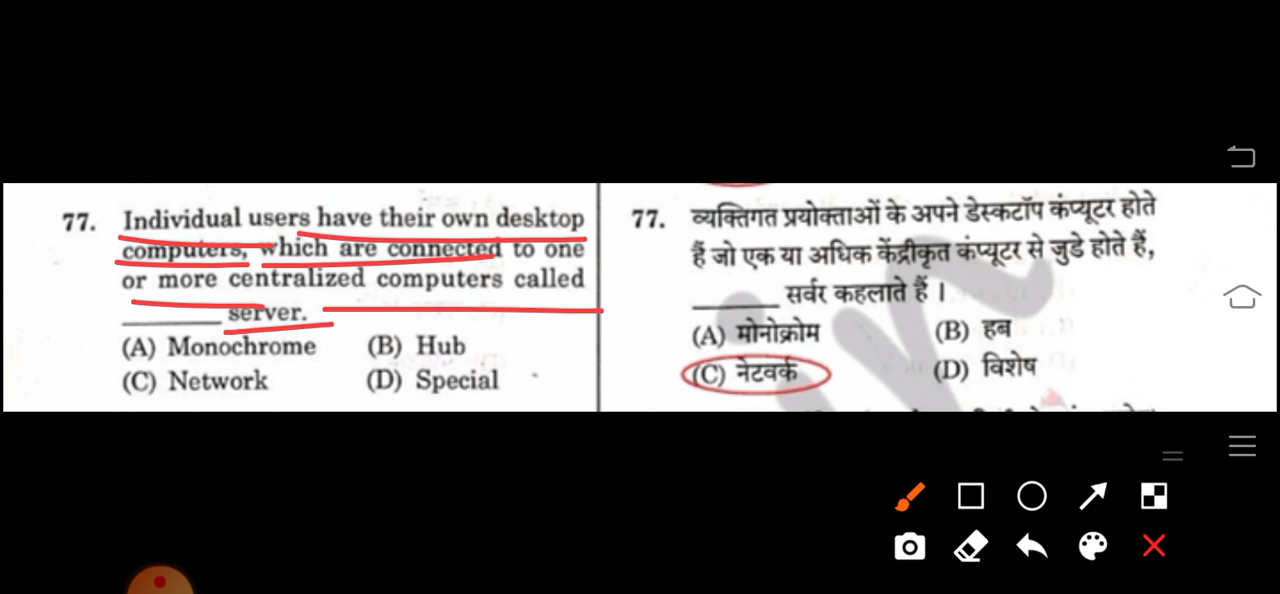 77. Individual users have their own desktop
computers, which are connected to one
or more centralized computers called
________ server.
(A) Monochrome (B) Hub
(C) Network (D) Special
77. व्यक्तिगत प्रयोक्ताओं के अपने डेस्कटॉप कंप्यूटर होते
हैं जो एक या अधिक केंद्रीकृत कंप्यूटर से जुडे होते हैं,
________ सर्वर कहलाते हैं ।
(A) मोनोक्रोम (B) हब
(C) नेटवर्क (D) विशेष